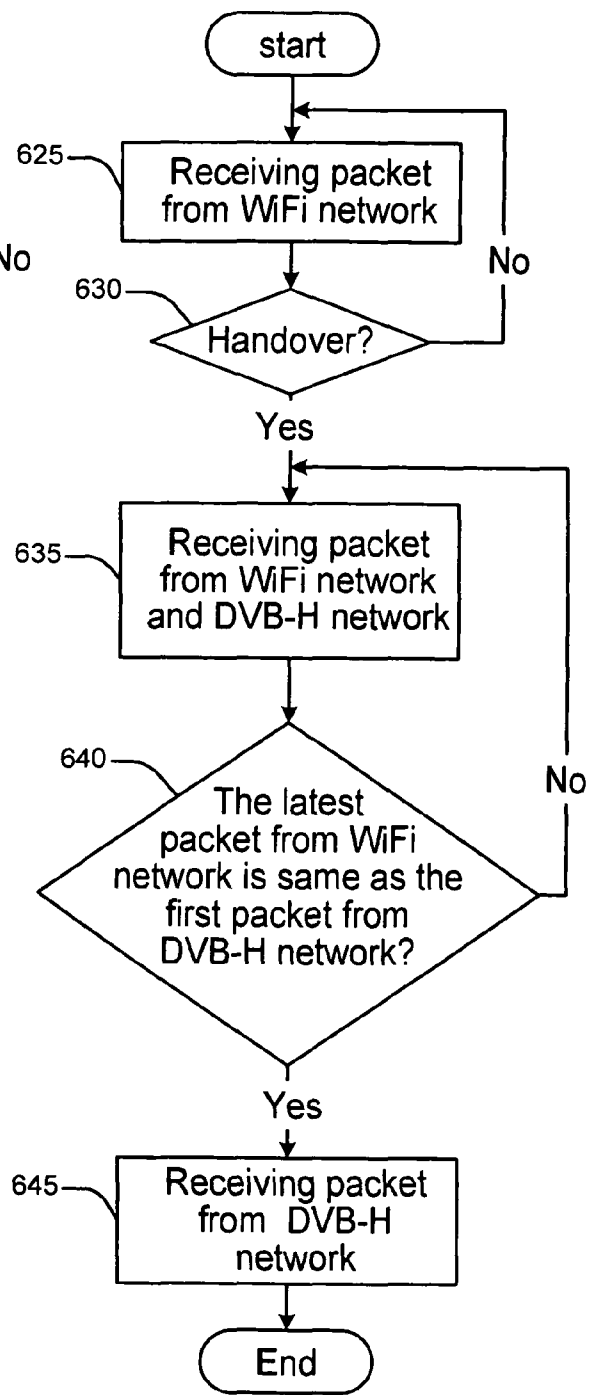 start
625
Receiving packet
from WiFi network
No
No
630
Handover?
Yes
635
Receiving packet
from WiFi network
and DVB-H network
640
No
The latest
packet from WiFi
network is same as the
first packet from
DVB-H network?
Yes
645
Receiving packet
from DVB-H
network
End